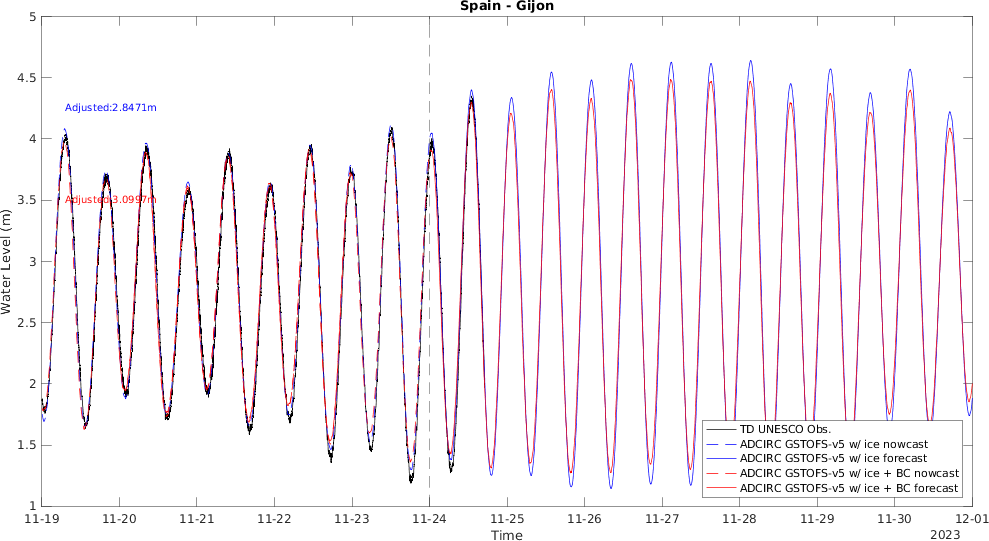 Spain - Gijon
5
4.5
4
3.5
3
2.5
2
1.5
1
Water Level (m)
Adjusted:2.8471m
Adjusted:3.0997m
TD UNESCO Obs.
ADCIRC GSTOFS-v5 w/ ice nowcast
ADCIRC GSTOFS-v5 w/ ice forecast
ADCIRC GSTOFS-v5 w/ ice + BC nowcast
ADCIRC GSTOFS-v5 w/ ice + BC forecast
11-19 11-20 11-21 11-22 11-23 11-24 11-25 11-26 11-27 11-28 11-29 11-30 12-01
Time
2023